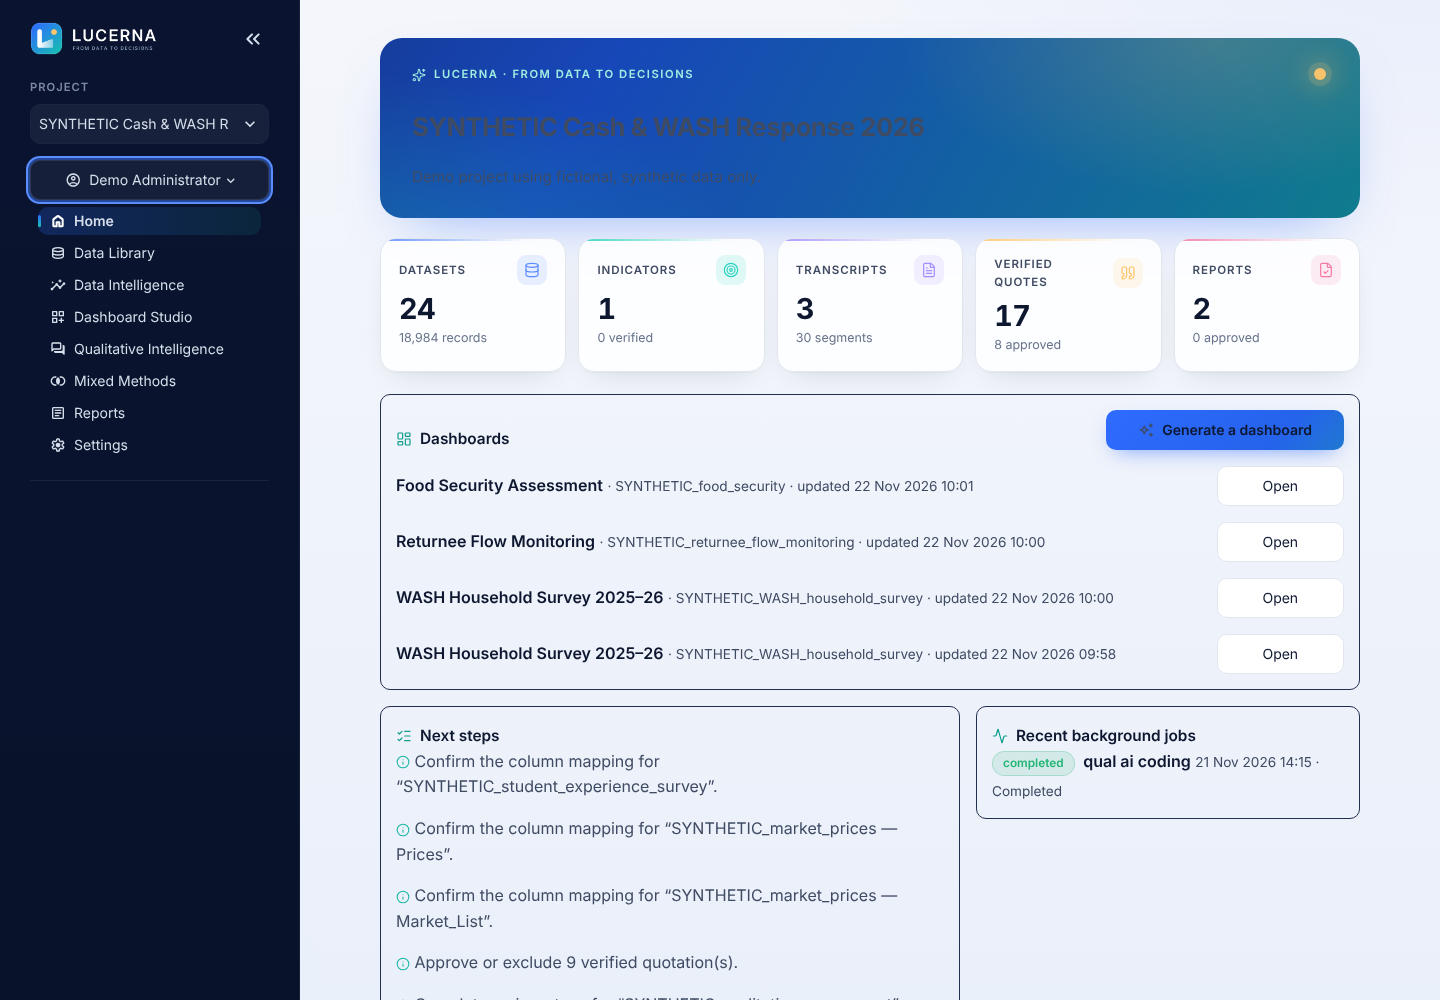 LUCERNA
FROM DATA TO DECISIONS
PROJECT
SYNTHETIC Cash & WASH R
Demo Administrator
Home
Data Library
Data Intelligence
Dashboard Studio
Qualitative Intelligence
Mixed Methods
Reports
Settings
LUCERNA · FROM DATA TO DECISIONS
SYNTHETIC Cash & WASH Response 2026
Demo project using fictional, synthetic data only.
DATASETS
24
18,984 records
INDICATORS
1
0 verified
TRANSCRIPTS
3
30 segments
VERIFIED
QUOTES
17
8 approved
REPORTS
2
0 approved
Dashboards
Generate a dashboard
Food Security Assessment · SYNTHETIC_food_security · updated 22 Nov 2026 10:01
Open
Returnee Flow Monitoring · SYNTHETIC_returnee_flow_monitoring · updated 22 Nov 2026 10:00
Open
WASH Household Survey 2025–26 · SYNTHETIC_WASH_household_survey · updated 22 Nov 2026 10:00
Open
WASH Household Survey 2025–26 · SYNTHETIC_WASH_household_survey · updated 22 Nov 2026 09:58
Open
Next steps
Confirm the column mapping for
“SYNTHETIC_student_experience_survey”.
Confirm the column mapping for “SYNTHETIC_market_prices —
Prices”.
Confirm the column mapping for “SYNTHETIC_market_prices —
Market_List”.
Approve or exclude 9 verified quotation(s).
Recent background jobs
completed qual ai coding 21 Nov 2026 14:15 ·
Completed